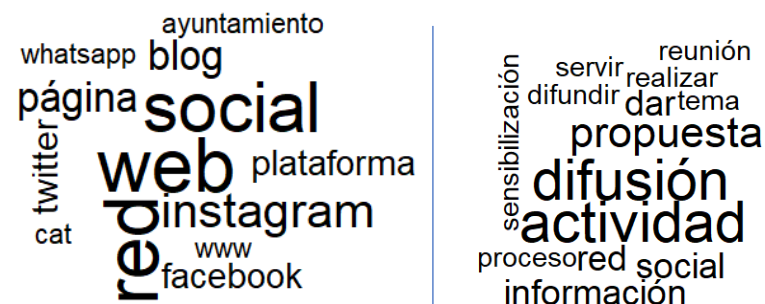 ayuntamiento
whatsapp blog
página social
twitter
web plataforma
red
instagram
cat
www
facebook
reunión
servir realizar
sensibilización
difundir dar tema
propuesta
difusión
actividad
proceso red social
información